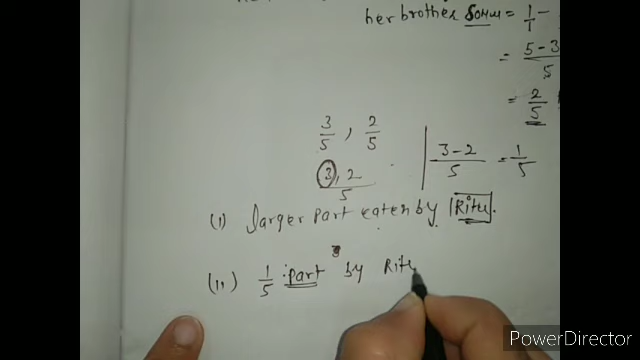 her brother Somu = 1/1 -
= 5-3/5
= 2/5
3/5 , 2/5
3, 2/5
3-2/5 = 1/5
(i) larger part eaten by Ritu.
(ii) 1/5 part by Ritu
PowerDirector